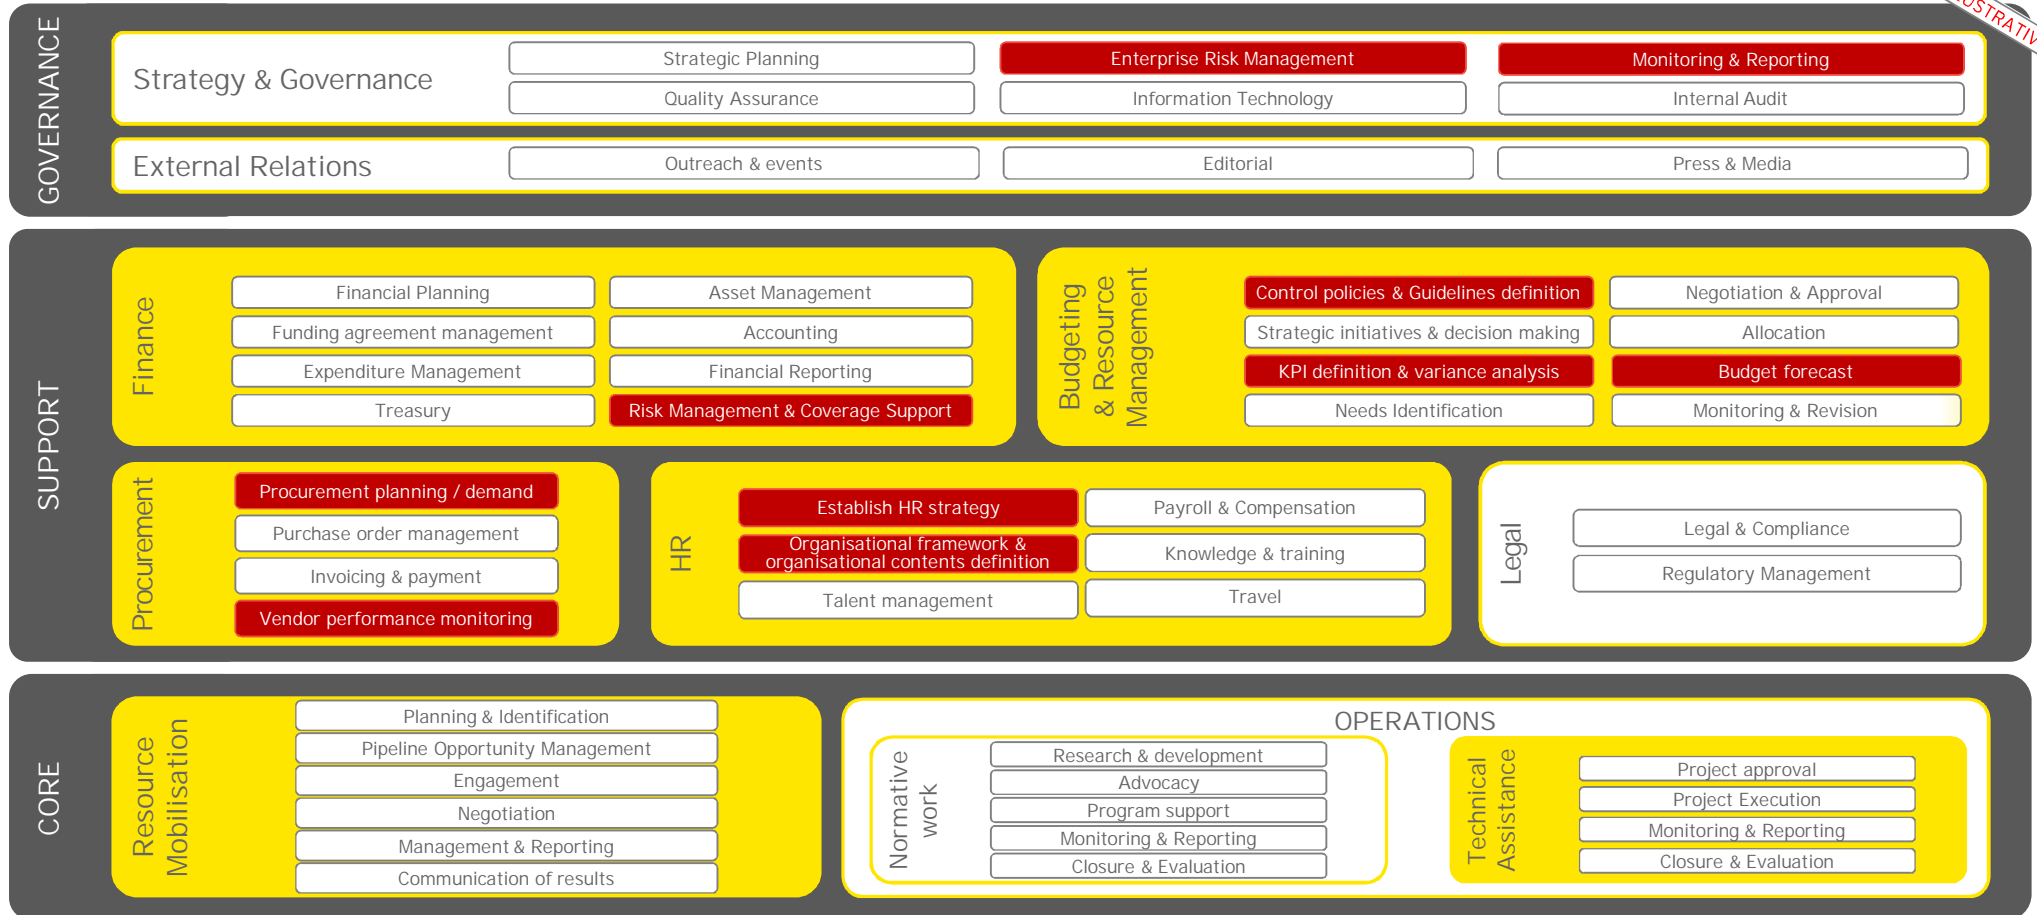 GOVERNANCE
Strategy & Governance
Strategic Planning
Enterprise Risk Management
Monitoring & Reporting
Quality Assurance
Information Technology
Internal Audit
External Relations
Outreach & events
Editorial
Press & Media
SUPPORT
Finance
Financial Planning
Asset Management
Funding agreement management
Accounting
Expenditure Management
Financial Reporting
Treasury
Risk Management & Coverage Support
Budgeting
& Resource
Management
Control policies & Guidelines definition
Negotiation & Approval
Strategic initiatives & decision making
Allocation
KPI definition & variance analysis
Budget forecast
Needs Identification
Monitoring & Revision
Procurement
Procurement planning / demand
Purchase order management
Invoicing & payment
Vendor performance monitoring
HR
Establish HR strategy
Payroll & Compensation
Organisational framework &
organisational contents definition
Knowledge & training
Talent management
Travel
Legal
Legal & Compliance
Regulatory Management
CORE
Resource
Mobilisation
Planning & Identification
Pipeline Opportunity Management
Engagement
Negotiation
Management & Reporting
Communication of results
OPERATIONS
Normative
work
Research & development
Advocacy
Program support
Monitoring & Reporting
Closure & Evaluation
Technical
Assistance
Project approval
Project Execution
Monitoring & Reporting
Closure & Evaluation